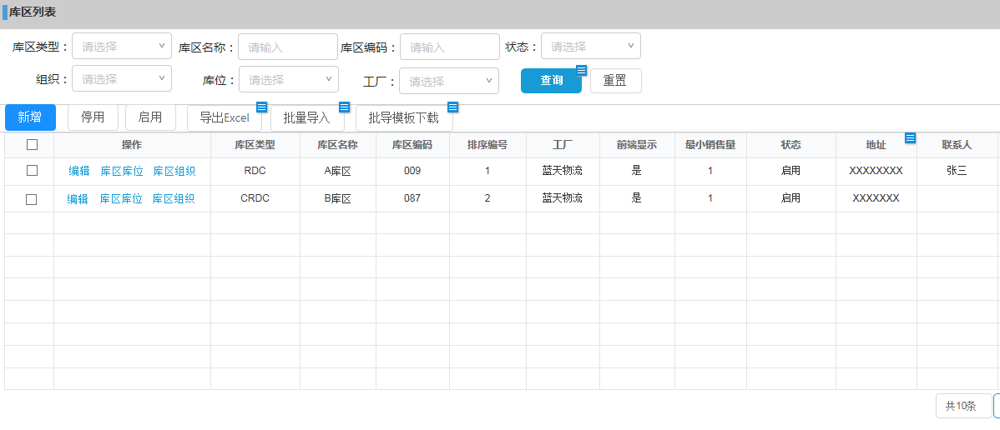 库区列表
库区类型： 请选择 库区名称： 请输入 库区编码： 请输入 状态： 请选择
组织： 请选择 库位： 请选择 工厂： 请选择 查询 重置
新增 停用 启用 导出Excel 批量导入 批导模板下载
操作 库区类型 库区名称 库区编码 排序编号 工厂 前端显示 最小销售量 状态 地址 联系人
编辑 库区库位 库区组织 RDC A库区 009 1 蓝天物流 是 1 启用 XXXXXXXX 张三
编辑 库区库位 库区组织 CRDC B库区 087 2 蓝天物流 是 1 启用 XXXXXXX
共10条